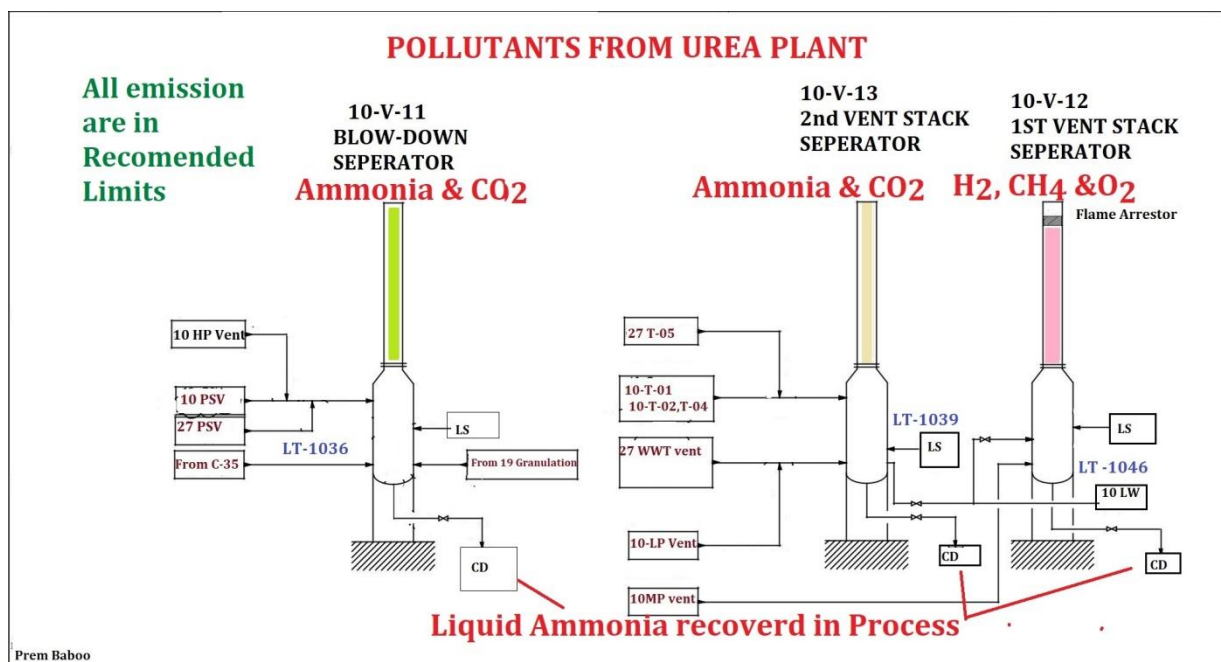 POLLUTANTS FROM UREA PLANT
All emission
are in
Recomended
Limits
10-V-11
BLOW-DOWN
SEPERATOR
Ammonia & CO2
10-V-13
2nd VENT STACK
SEPERATOR
Ammonia & CO2
10-V-12
1ST VENT STACK
SEPERATOR
H2, CH4 &O2
Flame Arrestor
10 HP Vent
10 PSV
27 PSV
From C-35
LT-1036
LS
From 19 Granulation
CD
27 T-05
10-T-01
10-T-02,T-04
27 WWT vent
10-LP Vent
10MP vent
LT-1039
LS
CD
LS
LT -1046
10 LW
CD
Liquid Ammonia recoverd in Process
1
Prem Baboo